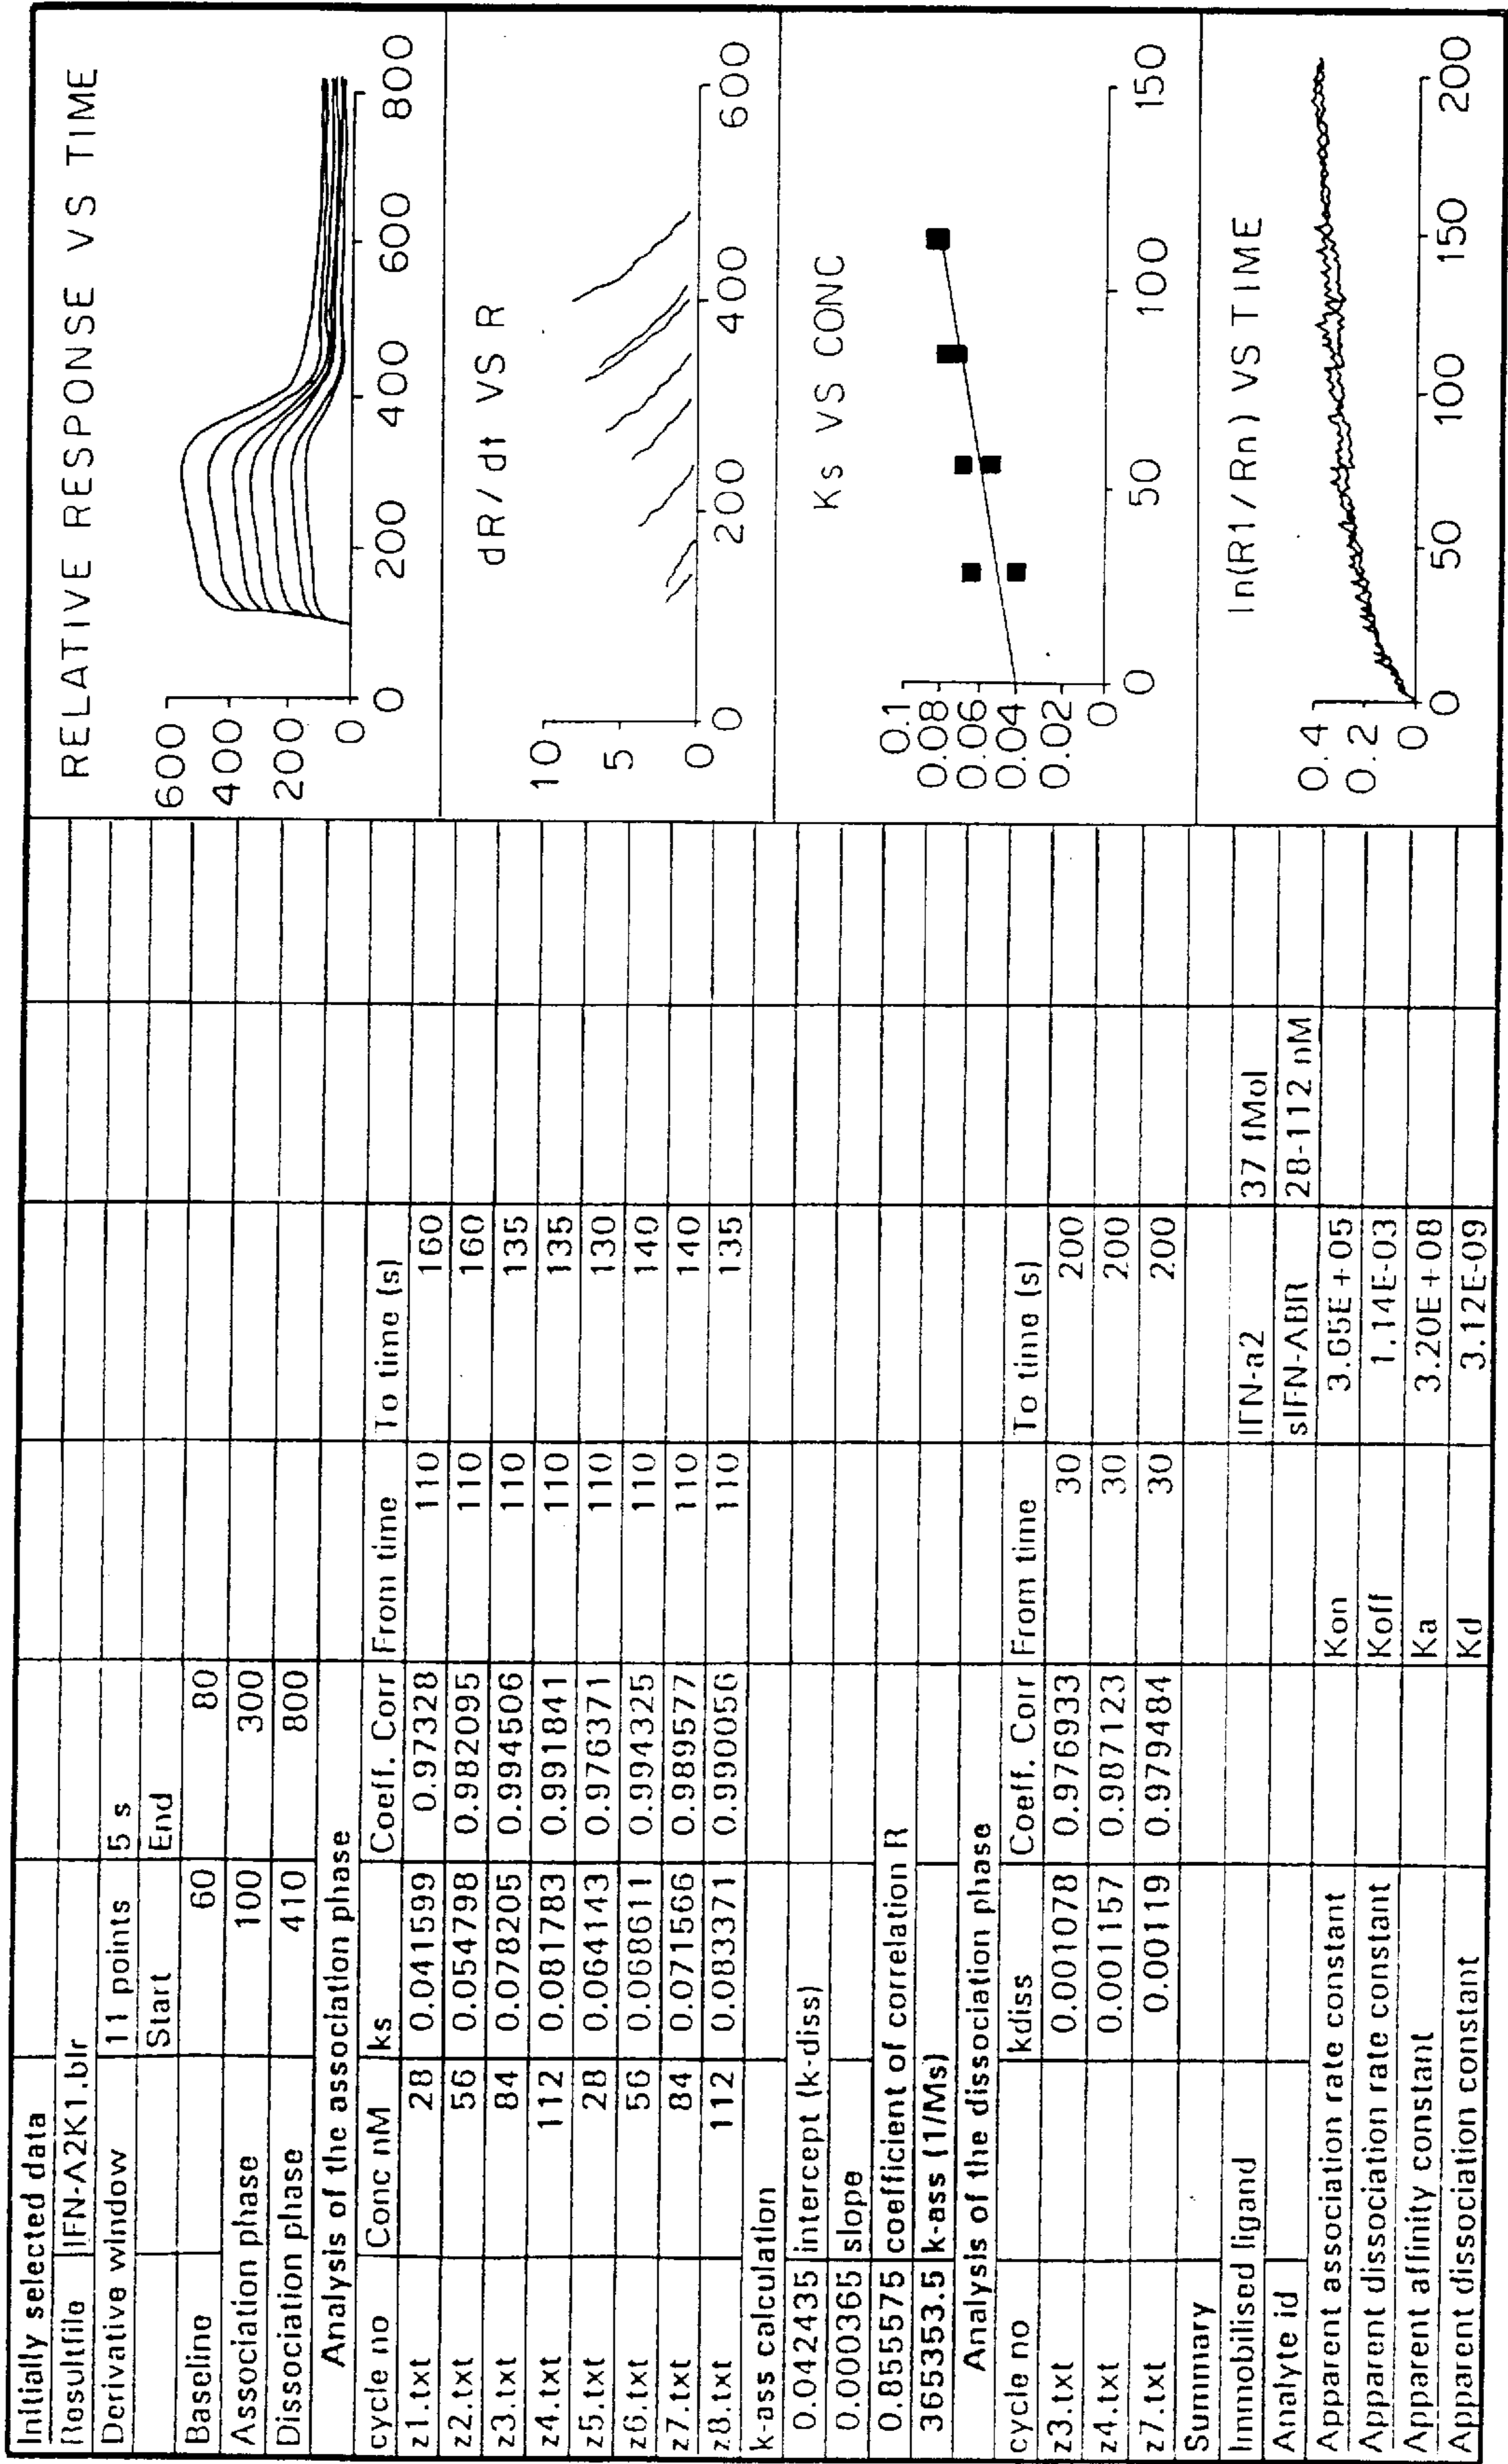 Initially selected data
Resultfile IFN-A2K1.blr
Derivative window 11 points 5 s
Start End
Baseline 60 80
Association phase 100 300
Dissociation phase 410 800
Analysis of the association phase
cycle no Conc nM ks Coeff. Corr From time To time (s)
z1.txt 28 0.041599 0.97328 110 160
z2.txt 56 0.054798 0.982095 110 160
z3.txt 84 0.078205 0.994506 110 135
z4.txt 112 0.081783 0.991841 110 135
z5.txt 28 0.064143 0.976371 110 130
z6.txt 56 0.068611 0.994325 110 140
z7.txt 84 0.071566 0.989577 110 140
z8.txt 112 0.083371 0.990056 110 135
k-ass calculation
0.042435 intercept (k-diss)
0.000365 slope
0.855575 coefficient of correlation R
365353.5 k-ass (1/Ms)
Analysis of the dissociation phase
cycle no kdiss Coeff. Corr From time To time (s)
z3.txt 0.001078 0.976933 30 200
z4.txt 0.001157 0.987123 30 200
z7.txt 0.00119 0.979484 30 200
Summary
Immobilised ligand IFN-a2 37 fMol
Analyte id sIFN-ABR 28-112 nM
Apparent association rate constant Kon 3.65E+05
Apparent dissociation rate constant Koff 1.14E-03
Apparent affinity constant Ka 3.20E+08
Apparent dissociation constant Kd 3.12E-09
RELATIVE RESPONSE VS TIME
600
400
200
0
0 200 400 600 800
dR/dt VS R
10
5
0
0 200 400 600
Ks VS CONC
0.1
0.08
0.06
0.04
0.02
0
0 50 100 150
ln(R1/Rn) VS TIME
0.4
0.2
0
0 50 100 150 200